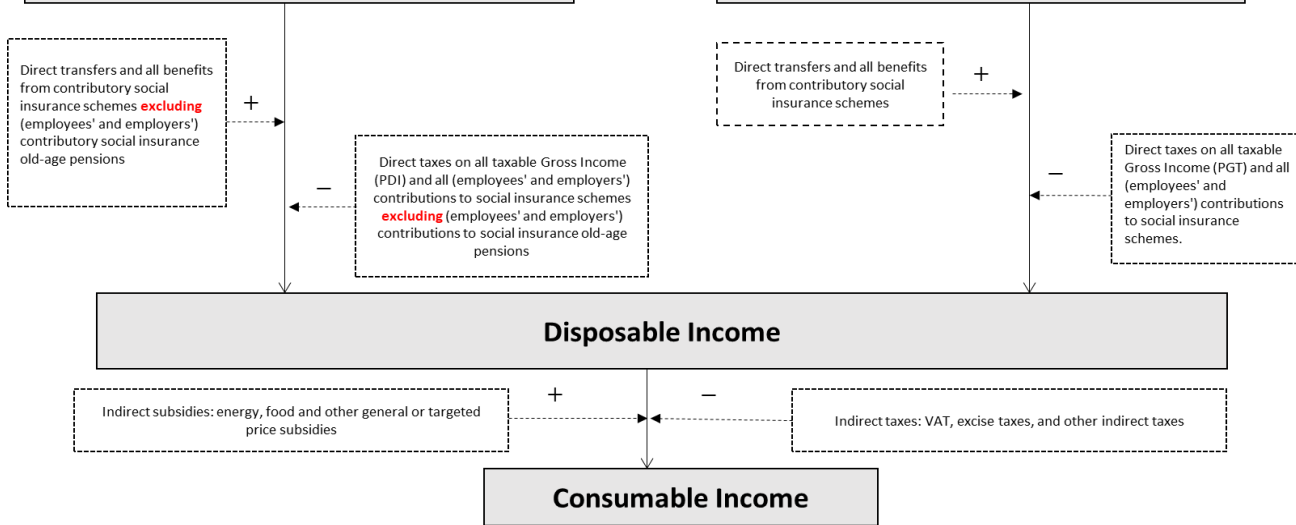 Direct transfers and all benefits
from contributory social
insurance schemes excluding
(employees' and employers')
contributory social insurance
old-age pensions
+
Direct transfers and all benefits
from contributory social
insurance schemes
+
Direct taxes on all taxable Gross Income
(PDI) and all (employees' and employers')
contributions to social insurance schemes
excluding (employees' and employers')
contributions to social insurance old-age
pensions
−
Direct taxes on all taxable
Gross Income (PGT) and all
(employees' and
employers') contributions
to social insurance
schemes.
−
Disposable Income
Indirect subsidies: energy, food and other general or targeted
price subsidies
+
−
Indirect taxes: VAT, excise taxes, and other indirect taxes
Consumable Income